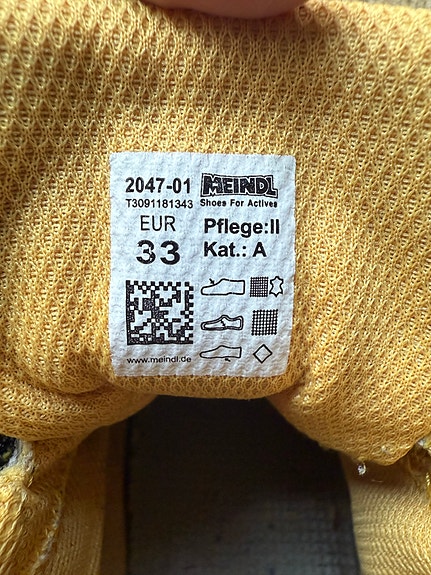 2047-01 MEINDL
T3091181343 Shoes For Actives
EUR
33
Pflege:II
Kat.: A
www.meindl.de